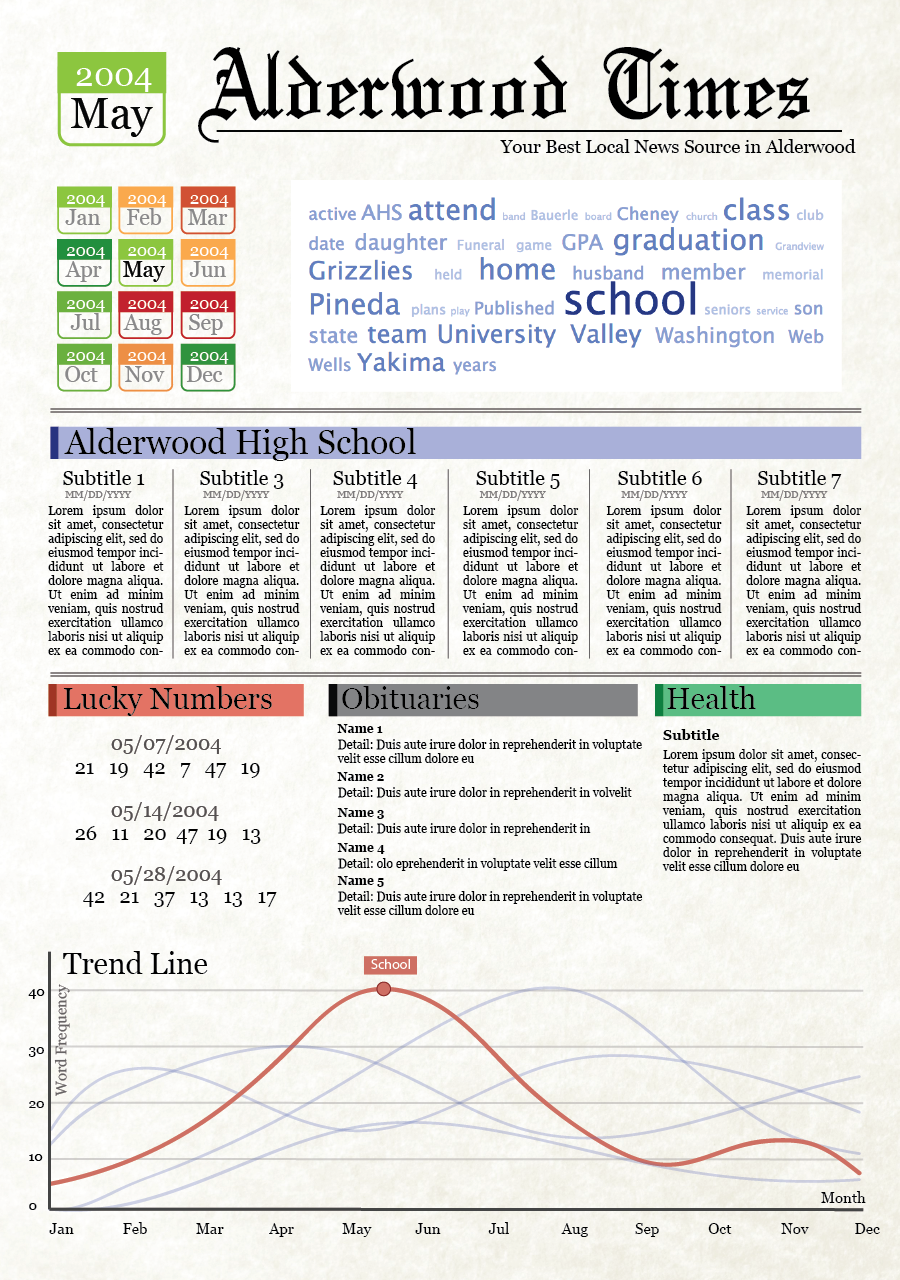 2004
May
Alderwood Times
Your Best Local News Source in Alderwood
2004 2004 2004
Jan Feb Mar
2004 2004 2004
Apr May Jun
2004 2004 2004
Jul Aug Sep
2004 2004 2004
Oct Nov Dec
active AHS attend band Bauerle board Cheney church class club
date daughter Funeral game GPA graduation Grandview
Grizzlies held home husband member memorial
Pineda plans play Published school seniors service son
state team University Valley Washington Web
Wells Yakima years
Alderwood High School
Subtitle 1
MM/DD/YYYY
Lorem ipsum dolor
sit amet, consectetur
adipiscing elit, sed do
eiusmod tempor inci-
didunt ut labore et
dolore magna aliqua.
Ut enim ad minim
veniam, quis nostrud
exercitation ullamco
laboris nisi ut aliquip
ex ea commodo con-
Subtitle 3
MM/DD/YYYY
Lorem ipsum dolor
sit amet, consectetur
adipiscing elit, sed do
eiusmod tempor inci-
didunt ut labore et
dolore magna aliqua.
Ut enim ad minim
veniam, quis nostrud
exercitation ullamco
laboris nisi ut aliquip
ex ea commodo con-
Subtitle 4
MM/DD/YYYY
Lorem ipsum dolor
sit amet, consectetur
adipiscing elit, sed do
eiusmod tempor inci-
didunt ut labore et
dolore magna aliqua.
Ut enim ad minim
veniam, quis nostrud
exercitation ullamco
laboris nisi ut aliquip
ex ea commodo con-
Subtitle 5
MM/DD/YYYY
Lorem ipsum dolor
sit amet, consectetur
adipiscing elit, sed do
eiusmod tempor inci-
didunt ut labore et
dolore magna aliqua.
Ut enim ad minim
veniam, quis nostrud
exercitation ullamco
laboris nisi ut aliquip
ex ea commodo con-
Subtitle 6
MM/DD/YYYY
Lorem ipsum dolor
sit amet, consectetur
adipiscing elit, sed do
eiusmod tempor inci-
didunt ut labore et
dolore magna aliqua.
Ut enim ad minim
veniam, quis nostrud
exercitation ullamco
laboris nisi ut aliquip
ex ea commodo con-
Subtitle 7
MM/DD/YYYY
Lorem ipsum dolor
sit amet, consectetur
adipiscing elit, sed do
eiusmod tempor inci-
didunt ut labore et
dolore magna aliqua.
Ut enim ad minim
veniam, quis nostrud
exercitation ullamco
laboris nisi ut aliquip
ex ea commodo con-
Lucky Numbers
05/07/2004
21 19 42 7 47 19
05/14/2004
26 11 20 47 19 13
05/28/2004
42 21 37 13 13 17
Obituaries
Name 1
Detail: Duis aute irure dolor in reprehenderit in voluptate
velit esse cillum dolore eu
Name 2
Detail: Duis aute irure dolor in reprehenderit in volvelit
Name 3
Detail: Duis aute irure dolor in reprehenderit in
Name 4
Detail: olo eprehenderit in voluptate velit esse cillum
Name 5
Detail: Duis aute irure dolor in reprehenderit in voluptate
velit esse cillum dolore eu
Health
Subtitle
Lorem ipsum dolor sit amet, consec-
tetur adipiscing elit, sed do eiusmod
tempor incididunt ut labore et dolore
magna aliqua. Ut enim ad minim
veniam, quis nostrud exercitation
ullamco laboris nisi ut aliquip ex ea
commodo consequat. Duis aute irure
dolor in reprehenderit in voluptate
velit esse cillum dolore eu
Trend Line
School
Word Frequency
40
30
20
10
0
Month
Jan Feb Mar Apr May Jun Jul Aug Sep Oct Nov Dec